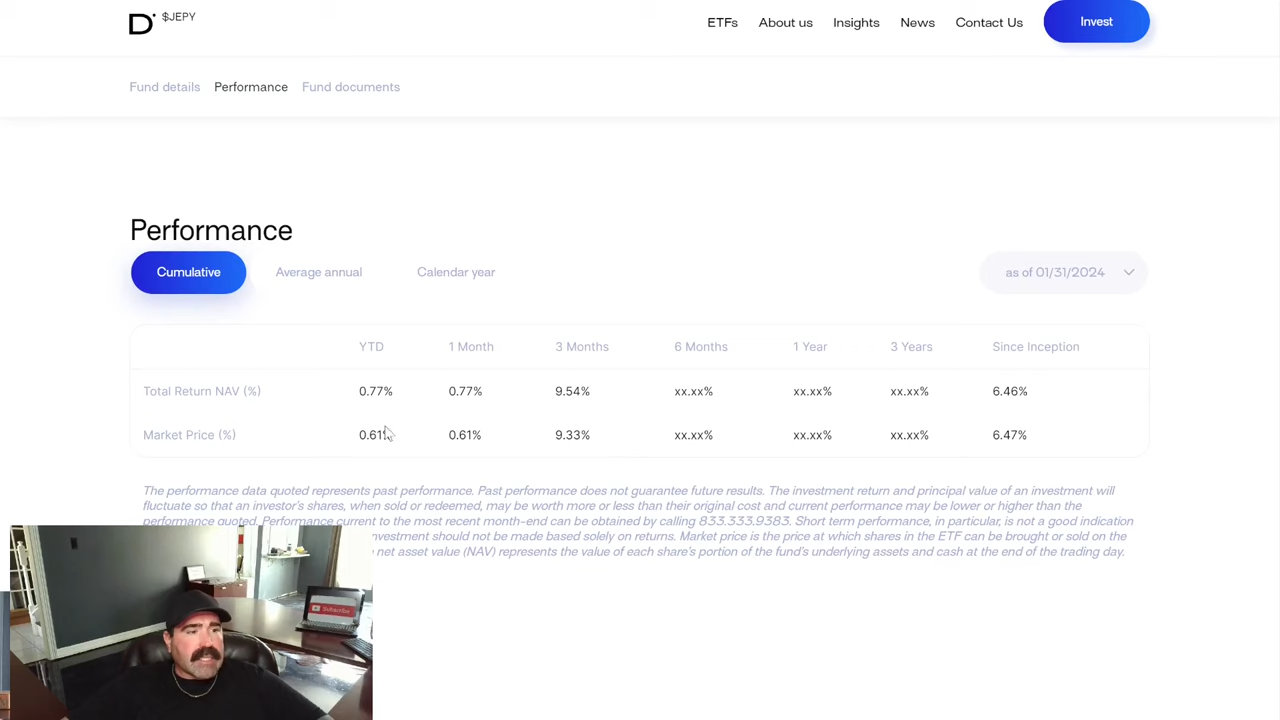 D $JEPY
ETFs About us Insights News Contact Us Invest
Fund details Performance Fund documents
Performance
Cumulative Average annual Calendar year as of 01/31/2024
YTD 1 Month 3 Months 6 Months 1 Year 3 Years Since Inception
Total Return NAV (%) 0.77% 0.77% 9.54% xx.xx% xx.xx% xx.xx% 6.46%
Market Price (%) 0.61% 0.61% 9.33% xx.xx% xx.xx% xx.xx% 6.47%
The performance data quoted represents past performance. Past performance does not guarantee future results. The investment return and principal value of an investment will
fluctuate so that an investor's shares, when sold or redeemed, may be worth more or less than their original cost and current performance may be lower or higher than the
performance quoted. Performance current to the most recent month-end can be obtained by calling 833.333.9383. Short term performance, in particular, is not a good indication
investment should not be made based solely on returns. Market price is the price at which shares in the ETF can be brought or sold on the
net asset value (NAV) represents the value of each share's portion of the fund's underlying assets and cash at the end of the trading day.
Subscribe